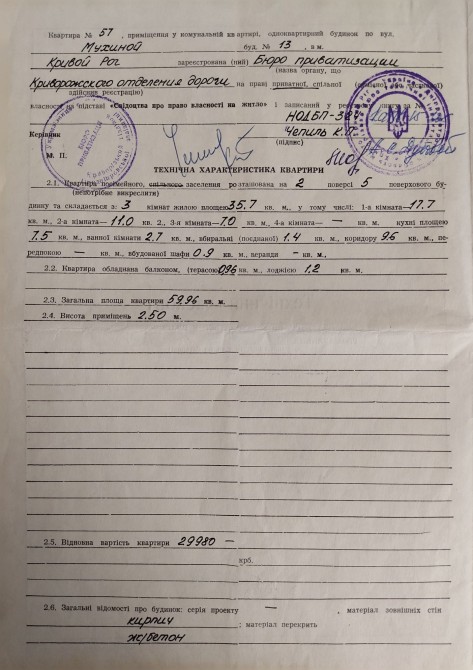 Квартира № 57, приміщення у комунальній квартирі, одноквартирний будинок по вул.
Мухиной буд. № 13, в м.
Кривой Рог зареєстрована (ний) Бюро приватизации
(назва органу, що
Криворожского отделения дороги на праві приватної, спільної
здійснив реєстрацію)
власності на підставі «Свідоцтва про право власності на житло» і записаний у
НОДБП-3
Керівник Чепиль К.
(підпис)
М. П.
ТЕХНІЧНА ХАРАКТЕРИСТИКА КВАРТИРИ
2.1. Квартира посімейного, спільного заселення розташована на 2 поверсі 5 поверхового бу-
(непотрібне викреслити)
динку та складається з: 3 кімнат жилою площею 35.7 кв. м., у тому числі: 1-а кімната— 17.7
кв. м., 2-а кімната— 11.0 кв. 2., 3-я кімната— 7.0 кв. м., 4-а кімната— — кв. м. кухні площею
7.5 кв. м., ванної кімнати 2.7 кв. м., вбиральні (поєднаної) 1.4 кв. м., коридору 9.6 кв. м., пе-
редпокою — кв. м., вбудованої шафи 0.9 кв. м., веранди — кв. м.,
2.2. Квартира обладнана балконом, (терасою) 0.96 кв. м., лоджією 1.2 кв. м,
2.3. Загальна площа квартири 59.96 кв. м.
2.4. Висота приміщень 2.50 м.
2.5. Відновна вартість квартири 29980 —
крб.
2.6. Загальні відомості про будинок: серія проекту — , матеріал зовнішніх стін
кирпич ; матеріал перекрить
ж/бетон